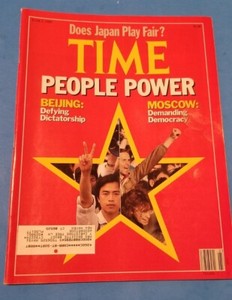 Does Japan Play Fair?
TIME
PEOPLE POWER
BEIJING:
Defying
Dictatorship
MOSCOW:
Demanding
Democracy